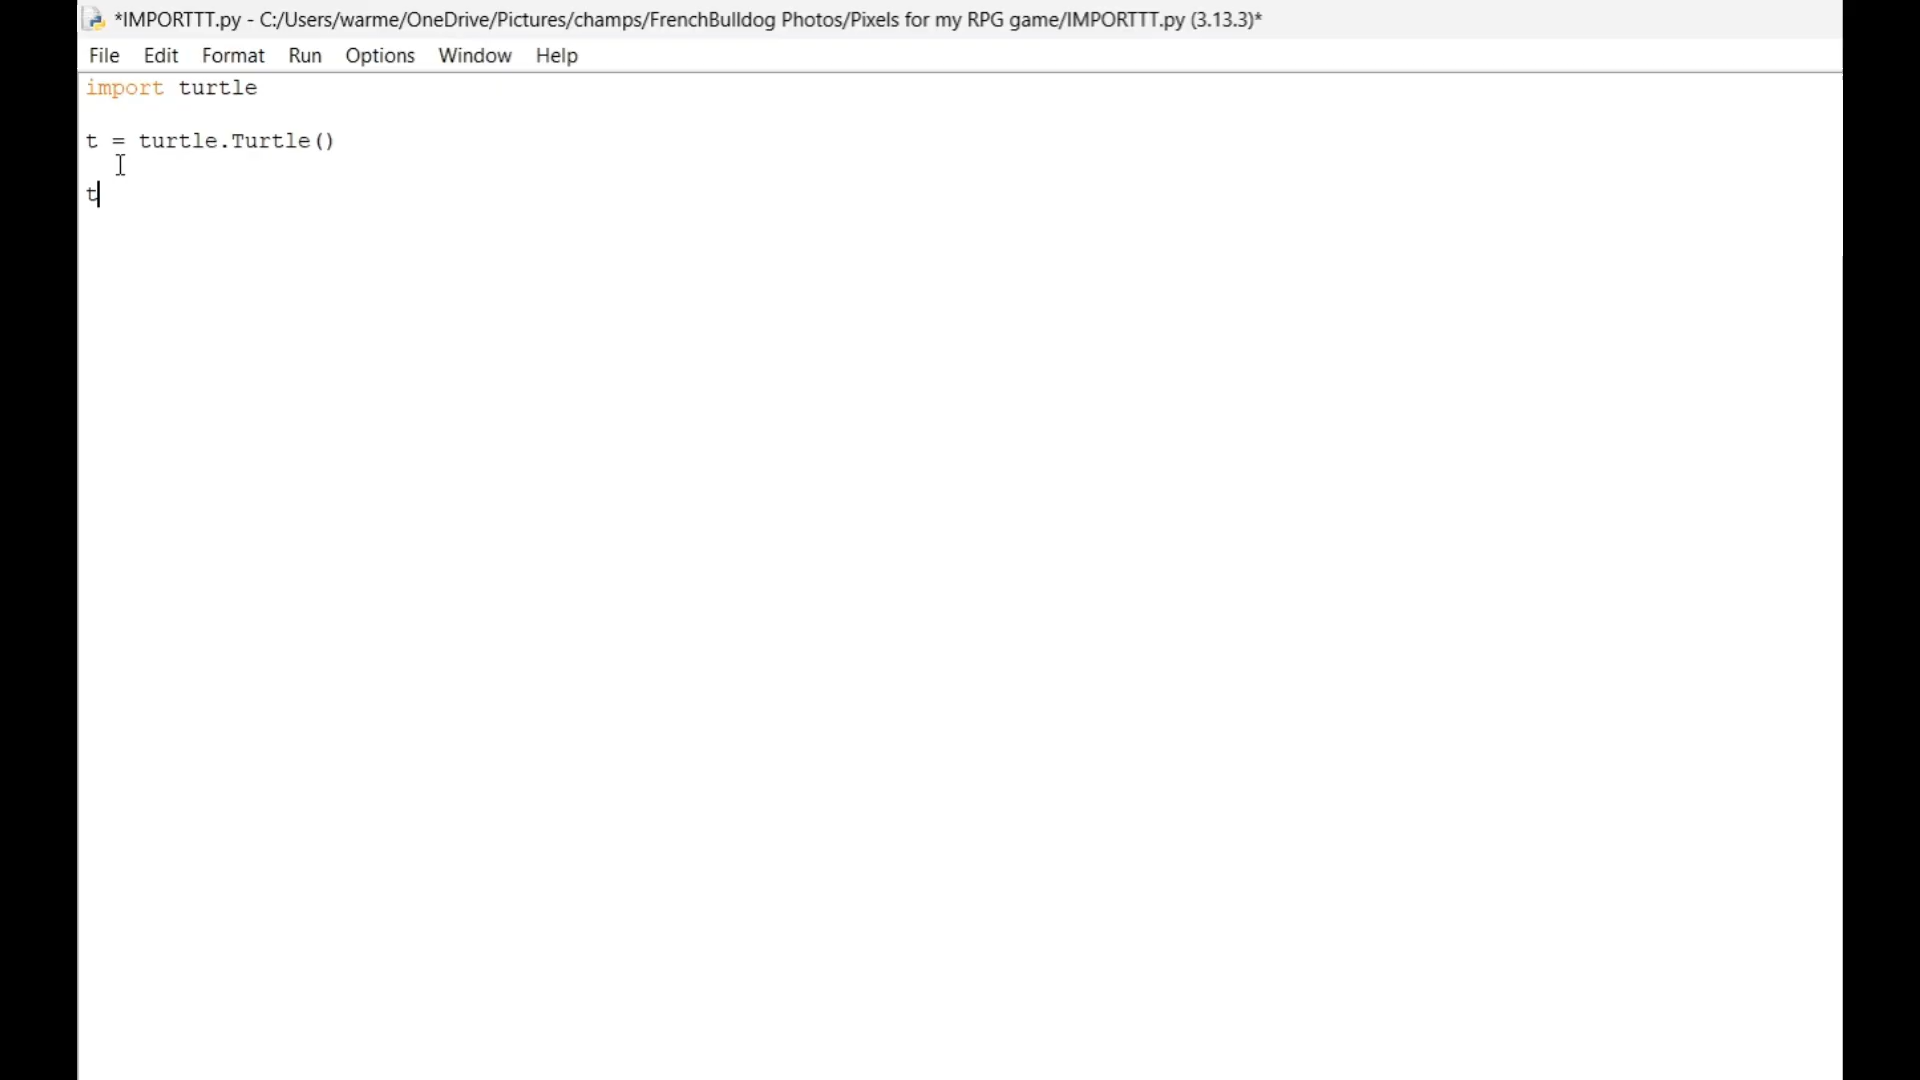 *IMPORTTT.py - C:/Users/warme/OneDrive/Pictures/champs/FrenchBulldog Photos/Pixels for my RPG game/IMPORTTT.py (3.13.3)*
File Edit Format Run Options Window Help
import turtle
t = turtle.Turtle()
t